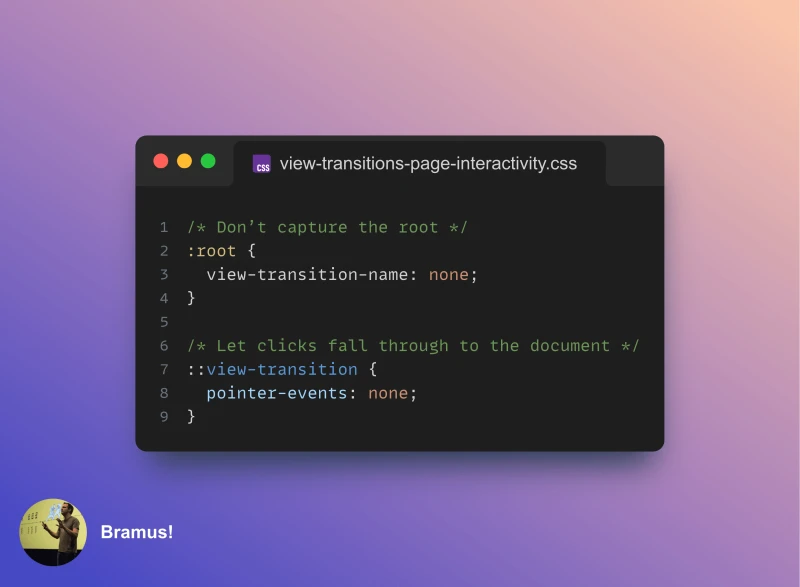 CSS view-transitions-page-interactivity.css
1 /* Don’t capture the root */
2 :root {
3   view-transition-name: none;
4 }
5
6 /* Let clicks fall through to the document */
7 ::view-transition {
8   pointer-events: none;
9 }
Bramus!